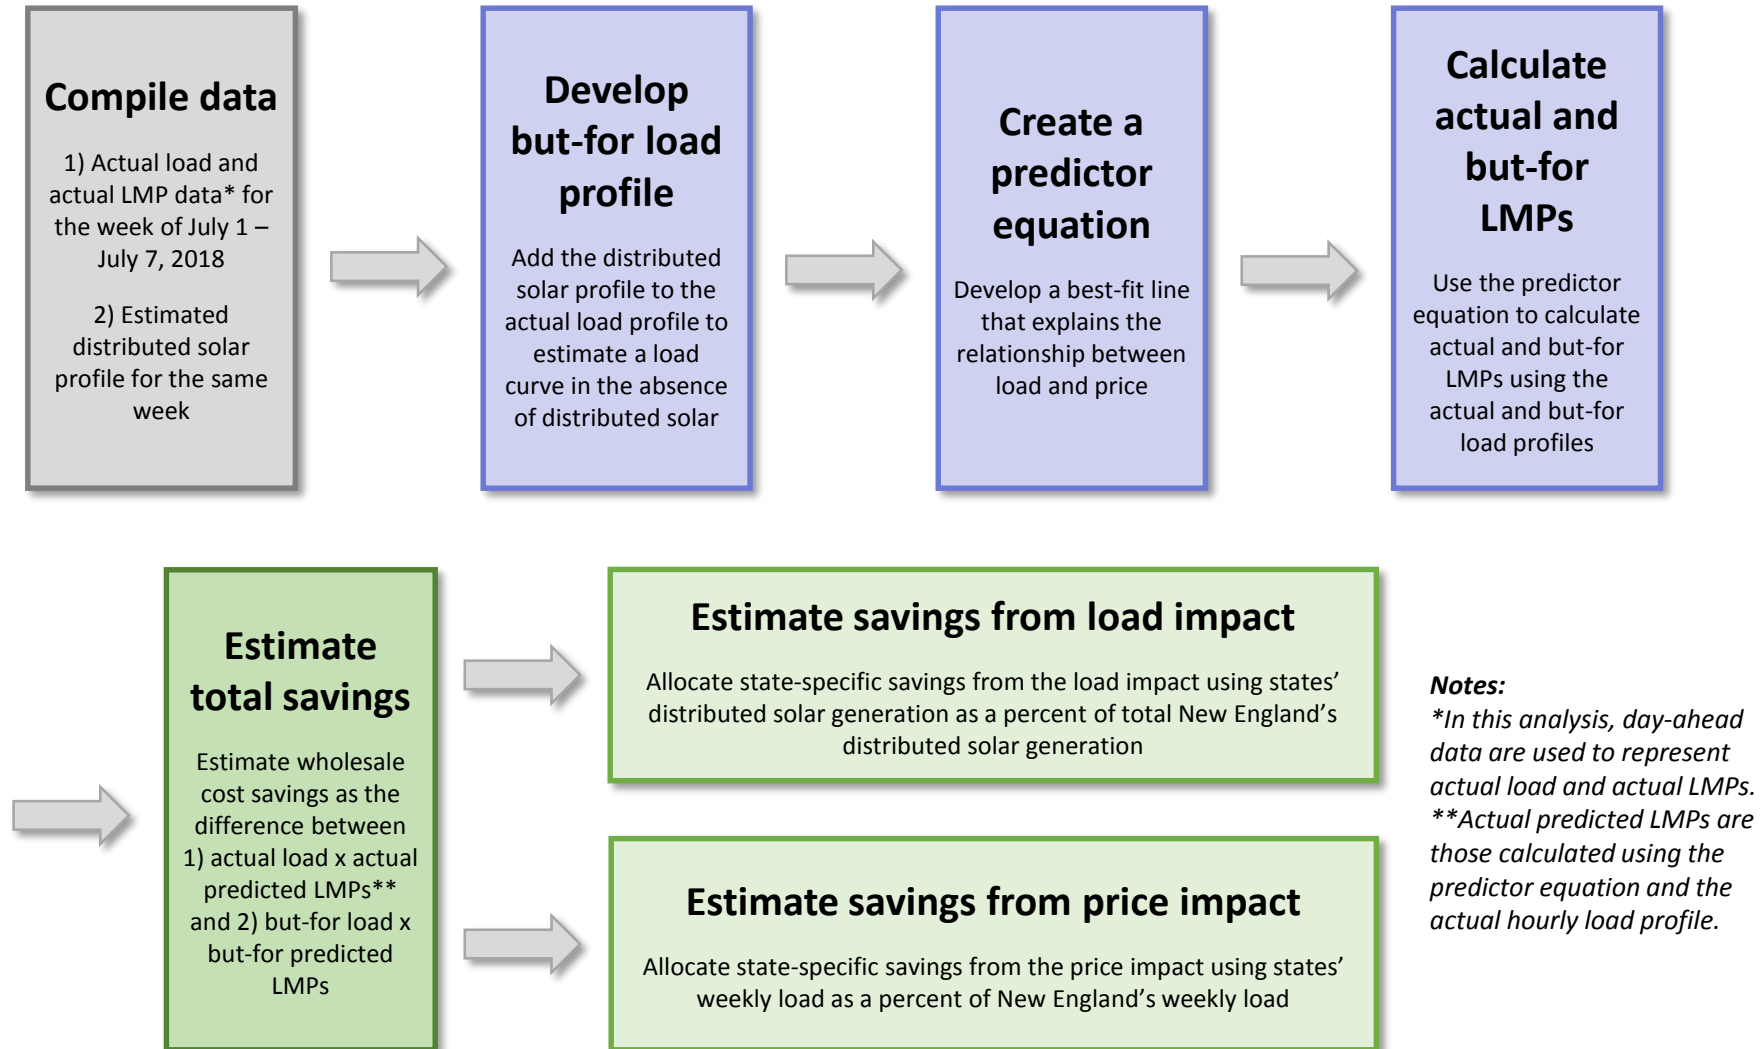 Compile data
1) Actual load and
actual LMP data* for
the week of July 1 –
July 7, 2018
2) Estimated
distributed solar
profile for the same
week
Develop
but-for load
profile
Add the distributed
solar profile to the
actual load profile to
estimate a load
curve in the absence
of distributed solar
Create a
predictor
equation
Develop a best-fit line
that explains the
relationship between
load and price
Calculate
actual and
but-for
LMPs
Use the predictor
equation to calculate
actual and but-for
LMPs using the
actual and but-for
load profiles
Estimate
total savings
Estimate wholesale
cost savings as the
difference between
1) actual load x actual
predicted LMPs**
and 2) but-for load x
but-for predicted
LMPs
Estimate savings from load impact
Allocate state-specific savings from the load impact using states’
distributed solar generation as a percent of total New England’s
distributed solar generation
Estimate savings from price impact
Allocate state-specific savings from the price impact using states’
weekly load as a percent of New England’s weekly load
Notes:
*In this analysis, day-ahead
data are used to represent
actual load and actual LMPs.
**Actual predicted LMPs are
those calculated using the
predictor equation and the
actual hourly load profile.